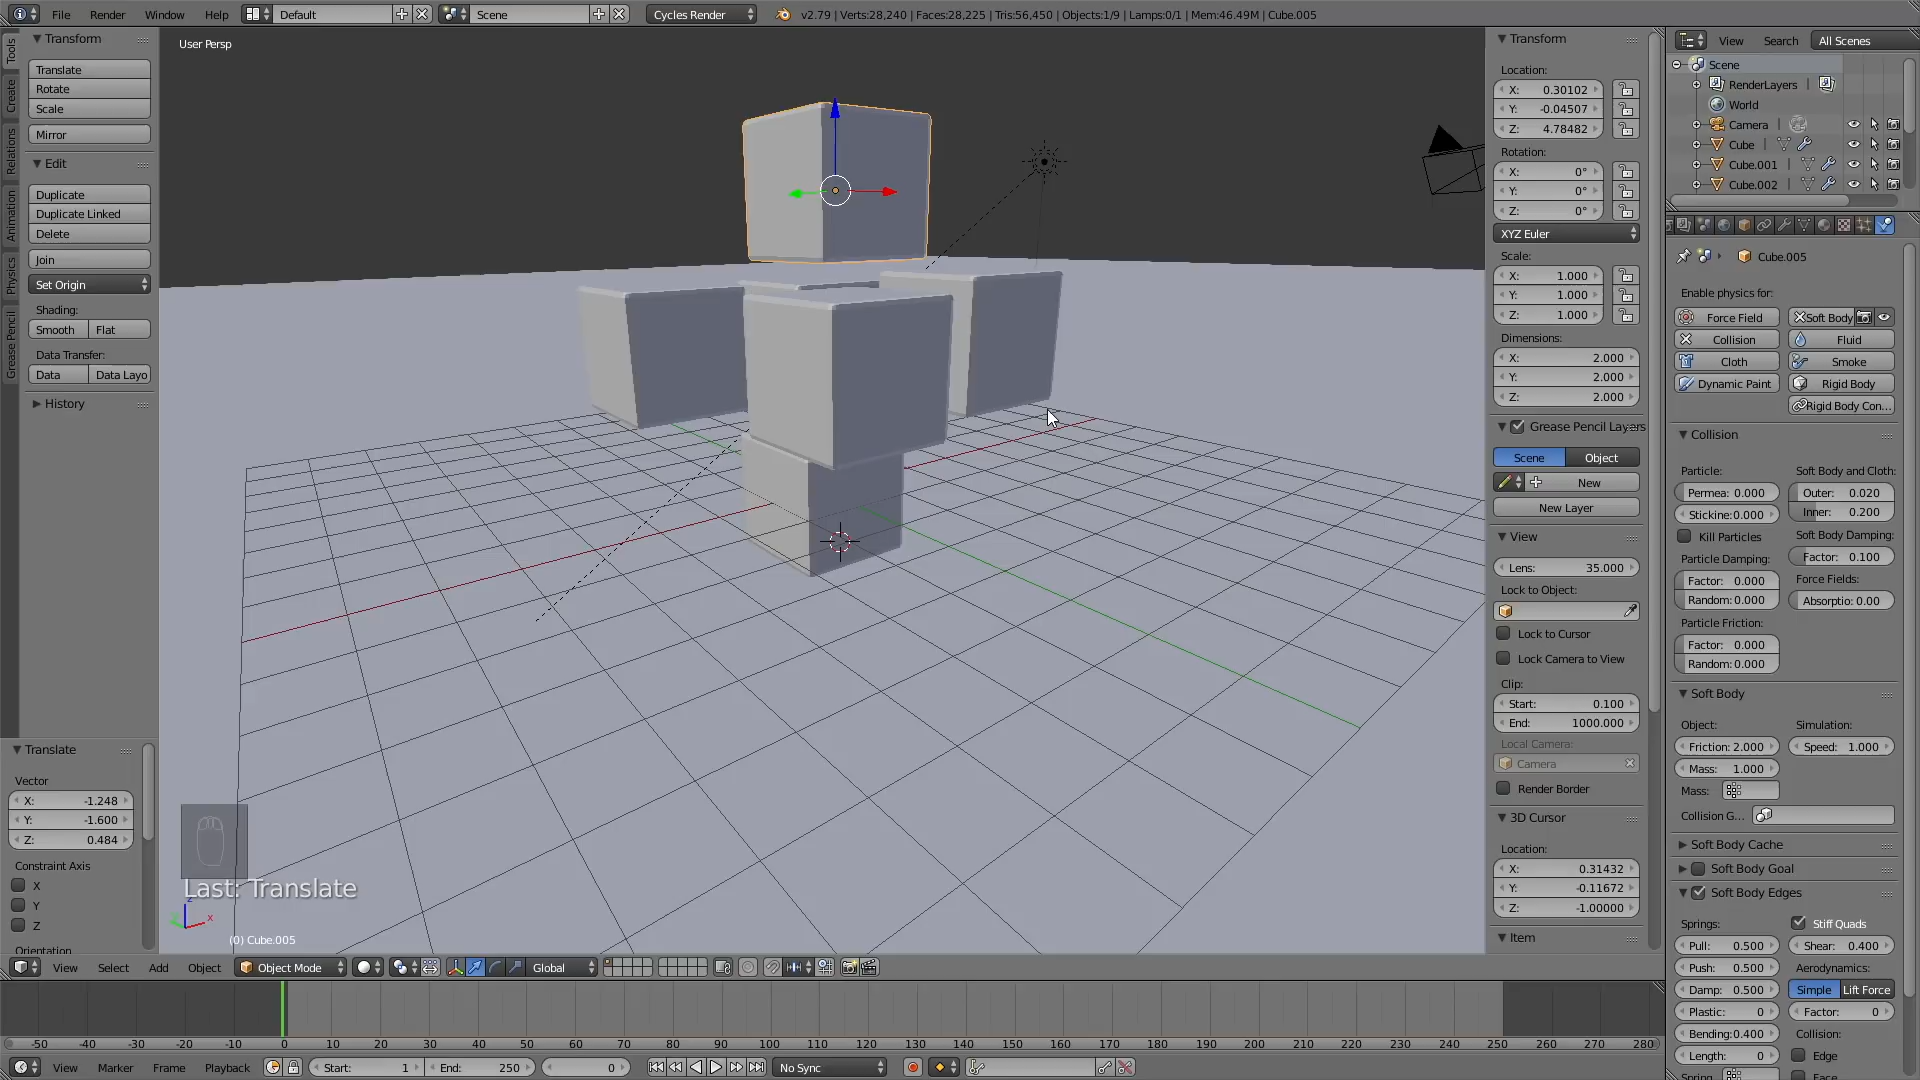 File Render Window Help Default Scene Cycles Render v2.79 | Verts:28,240 | Faces:28,225 | Tris:56,450 | Objects:1/9 | Lamps:0/1 | Mem:46.49M | Cube.005
Tools
Create
Relations
Animation
Physics
Grease Pencil
Transform
Translate
Rotate
Scale
Mirror
Edit
Duplicate
Duplicate Linked
Delete
Join
Set Origin
Shading:
Smooth Flat
Data Transfer:
Data Data Layo
History
Translate
Vector
X: -1.248
Y: -1.600
Z: 0.484
Constraint Axis
X
Y
Z
Orientation
User Persp
Last: Translate
z
y x
(0) Cube.005
Transform
Location:
X: 0.30102
Y: -0.04507
Z: 4.78482
Rotation:
X: 0°
Y: 0°
Z: 0°
XYZ Euler
Scale:
X: 1.000
Y: 1.000
Z: 1.000
Dimensions:
X: 2.000
Y: 2.000
Z: 2.000
Grease Pencil Layers
Scene Object
New
New Layer
View
Lens: 35.000
Lock to Object:
Lock to Cursor
Lock Camera to View
Clip:
Start: 0.100
End: 1000.000
Local Camera:
Camera
Render Border
3D Cursor
Location:
X: 0.31432
Y: -0.11672
Z: -1.00000
Item
View Search All Scenes
Scene
RenderLayers
World
Camera
Cube
Cube.001
Cube.002
Cube.005
Enable physics for:
Force Field Soft Body
Collision Fluid
Cloth Smoke
Dynamic Paint Rigid Body
Rigid Body Con...
Collision
Particle: Soft Body and Cloth:
Permea: 0.000 Outer: 0.020
Stickine:0.000 Inner: 0.200
Kill Particles Soft Body Damping:
Particle Damping: Factor: 0.100
Factor: 0.000 Force Fields:
Random: 0.000 Absorptio: 0.00
Particle Friction:
Factor: 0.000
Random: 0.000
Soft Body
Object: Simulation:
Friction: 2.000 Speed: 1.000
Mass: 1.000
Mass:
Collision G...
Soft Body Cache
Soft Body Goal
Soft Body Edges
Springs: Stiff Quads
Pull: 0.500 Shear: 0.400
Push: 0.500 Aerodynamics:
Damp: 0.500 Simple Lift Force
Plastic: 0 Factor: 0
Bending:0.400 Collision:
Length: 0 Edge
Spring Face
View Select Add Object Object Mode Global
-50 -40 -30 -20 -10 0 10 20 30 40 50 60 70 80 90 100 110 120 130 140 150 160 170 180 190 200 210 220 230 240 250 260 270 280
View Marker Frame Playback Start: 1 End: 250 0 No Sync